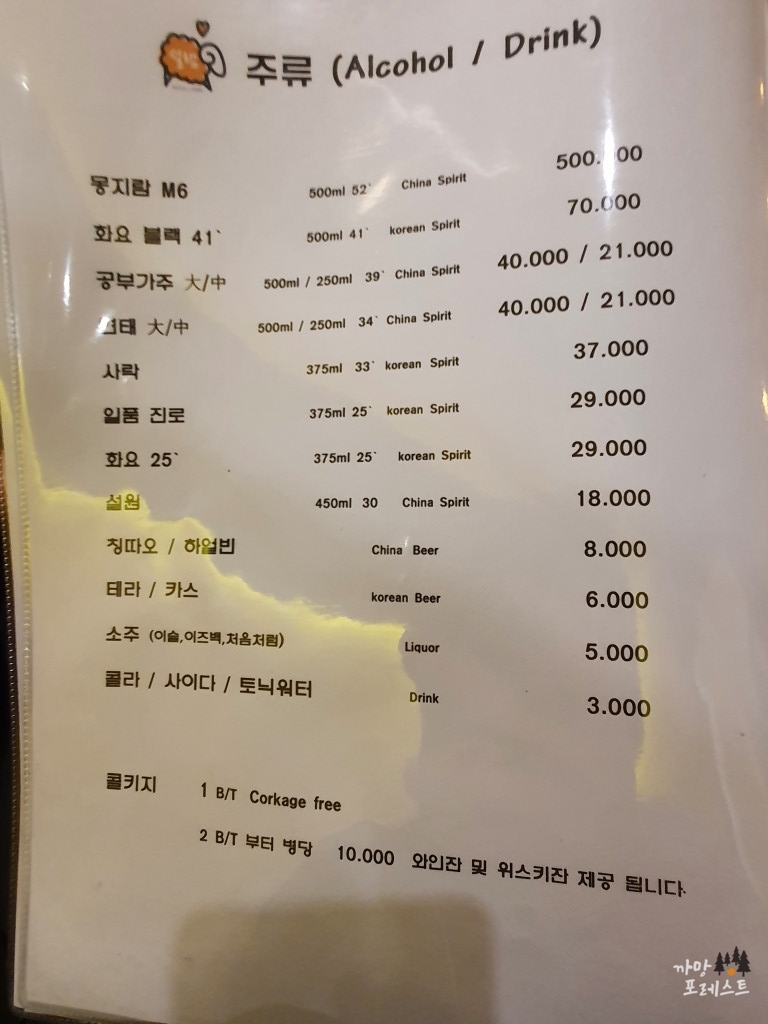 주류 (Alcohol / Drink)
몽지람 M6 500ml 52` China Spirit
화요 블랙 41` 500ml 41` korean Spirit 70.000
공부가주 大/中 500ml / 250ml 39` China Spirit 40.000 / 21.000
大/中 500ml / 250ml 34` China Spirit 40.000 / 21.000
사락 375ml 33` korean Spirit 37.000
일품 진로 375ml 25` korean Spirit 29.000
화요 25` 375ml 25` korean Spirit 29.000
설원 450ml 30 China Spirit 18.000
칭따오 / 하얼빈 China Beer 8.000
테라 / 카스 korean Beer 6.000
소주 (이슬,이즈백,처음처럼) Liquor 5.000
콜라 / 사이다 / 토닉워터 Drink 3.000
콜키지 1 B/T Corkage free
2 B/T 부터 병당 10.000 와인잔 및 위스키잔 제공 됩니다.
까망
포레스트